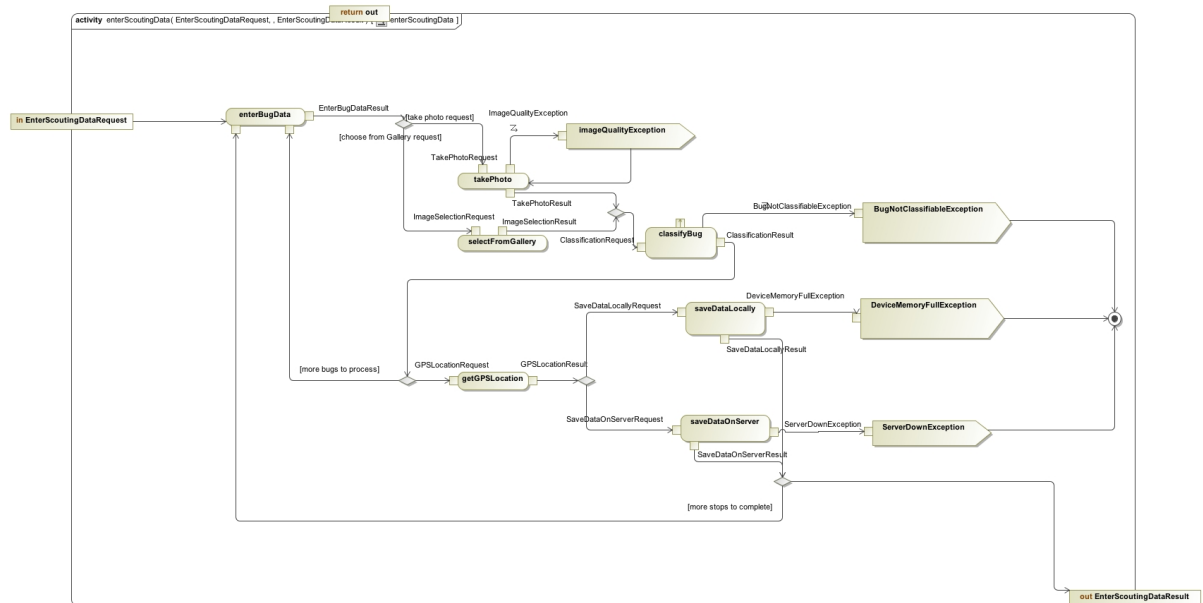 return out
activity enterScoutingData( EnterScoutingDataRequest, , EnterScoutingDataResult ) [ enterScoutingData ]
in EnterScoutingDataRequest
enterBugData
EnterBugDataResult
[take photo request]
[choose from Gallery request]
ImageQualityException
imageQualityException
TakePhotoRequest
takePhoto
TakePhotoResult
ImageSelectionRequest
ImageSelectionResult
selectFromGallery
ClassificationRequest
classifyBug
ClassificationResult
BugNotClassifiableException
BugNotClassifiableException
SaveDataLocallyRequest
saveDataLocally
DeviceMemoryFullException
DeviceMemoryFullException
SaveDataLocallyResult
[more bugs to process]
GPSLocationRequest
getGPSLocation
GPSLocationResult
SaveDataOnServerRequest
saveDataOnServer
ServerDownException
ServerDownException
SaveDataOnServerResult
[more stops to complete]
out EnterScoutingDataResult